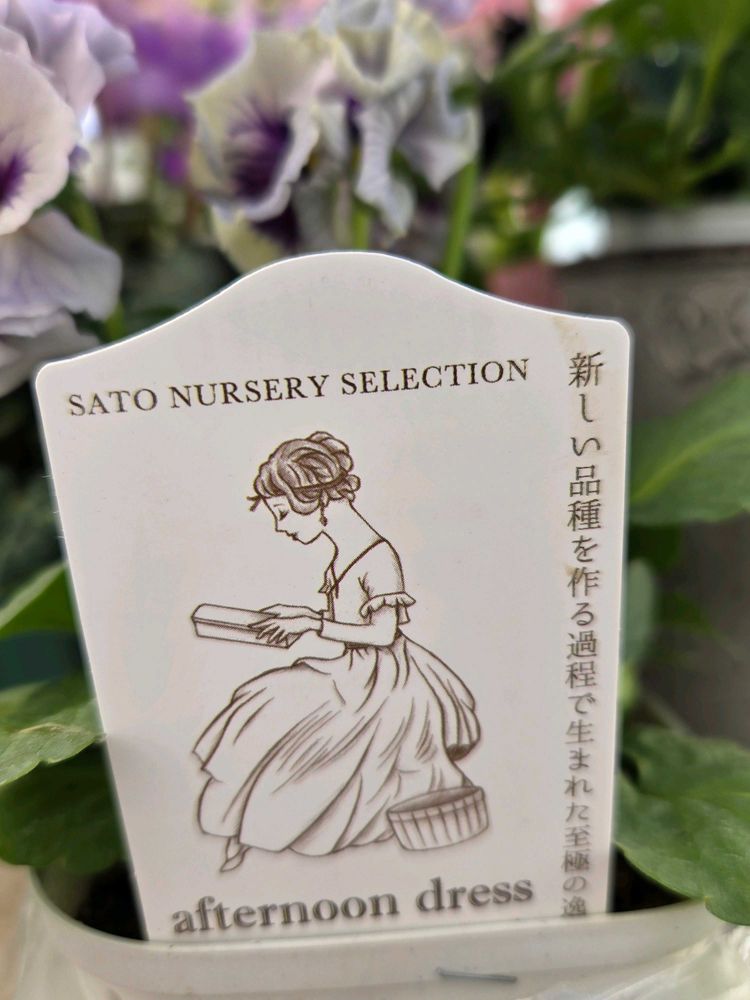 SATO NURSERY SELECTION
新しい品種を作る過程で生まれた至極の逸
afternoon dress